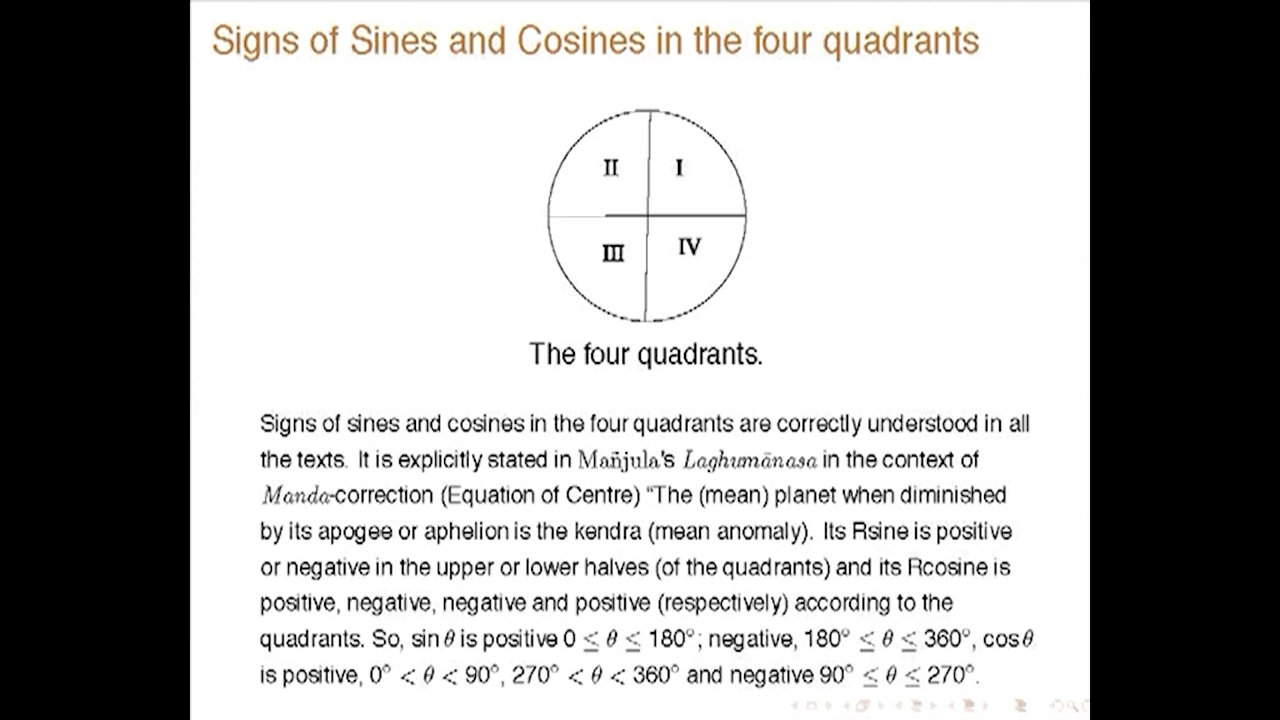 Signs of Sines and Cosines in the four quadrants
II I
III IV
The four quadrants.
Signs of sines and cosines in the four quadrants are correctly understood in all
the texts. It is explicitly stated in Mañjula's Laghumānasa in the context of
Manda-correction (Equation of Centre) “The (mean) planet when diminished
by its apogee or aphelion is the kendra (mean anomaly). Its Rsine is positive
or negative in the upper or lower halves (of the quadrants) and its Rcosine is
positive, negative, negative and positive (respectively) according to the
quadrants. So, sin θ is positive 0 ≤ θ ≤ 180°; negative, 180° ≤ θ ≤ 360°, cos θ
is positive, 0° < θ < 90°, 270° < θ < 360° and negative 90° ≤ θ ≤ 270°.